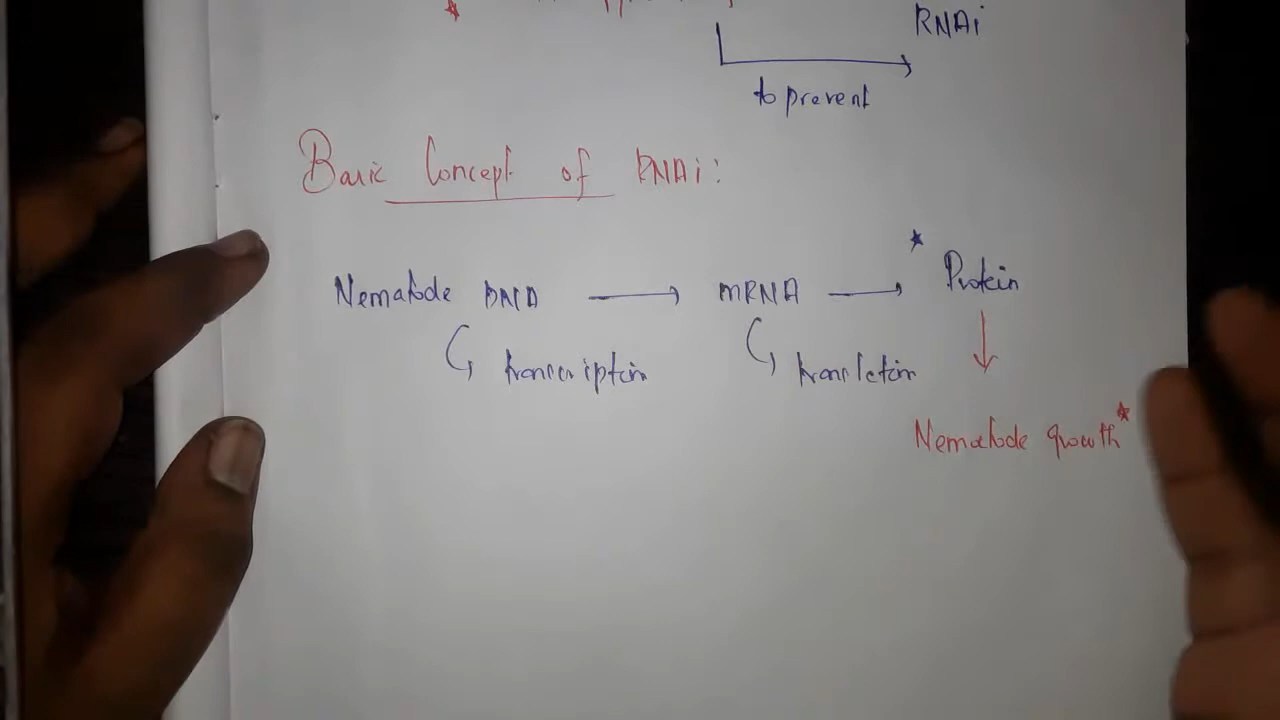 RNAi
to prevent
Basic Concept of RNAi:
Nematode DNA → mRNA → * Protein
transcription translation ↓
Nematode growth*